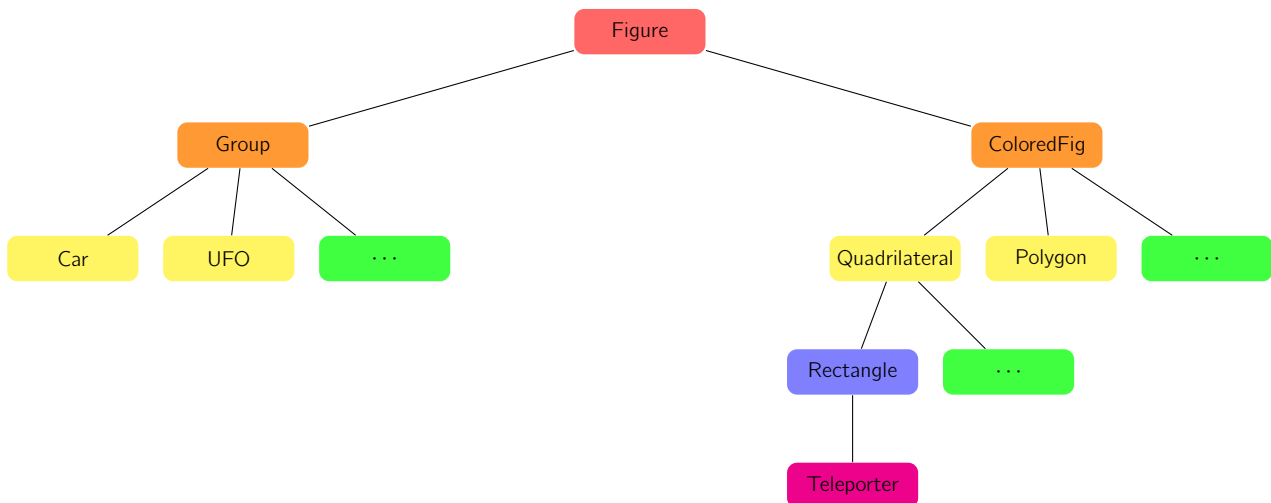 Figure
Group
ColoredFig
Car
UFO
...
Quadrilateral
Polygon
...
Rectangle
...
Teleporter